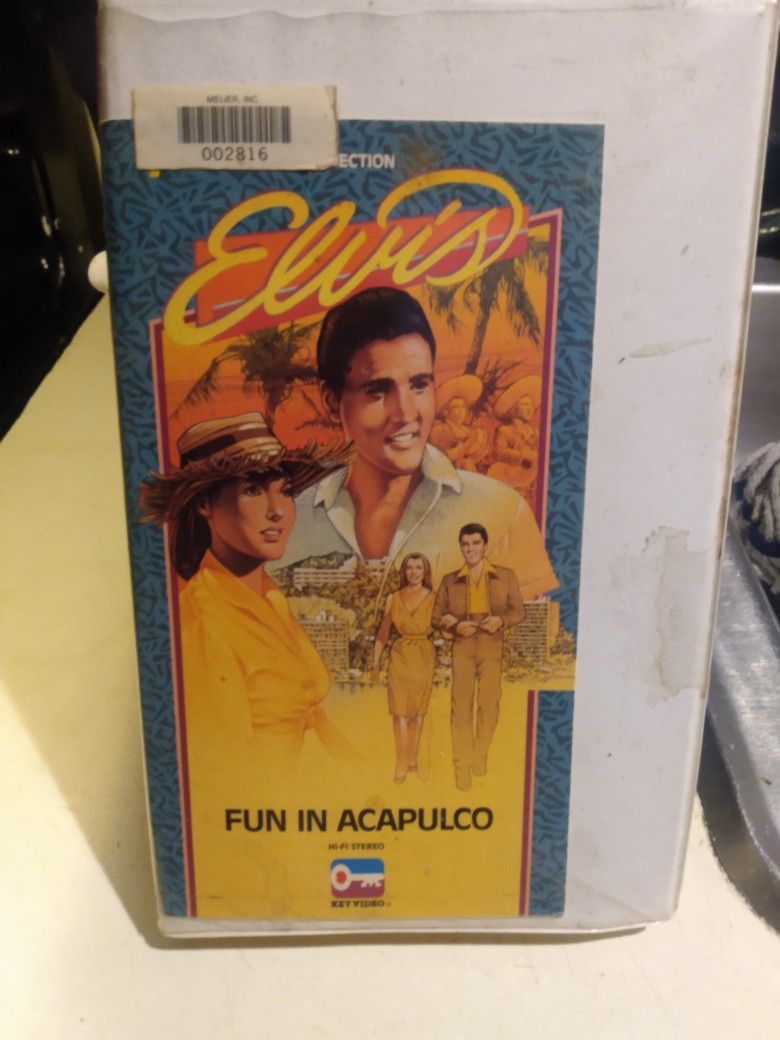 MEIJER, INC.
002816
ECTION
Elvis
FUN IN ACAPULCO
HI-FI STEREO
KEY VIDEO